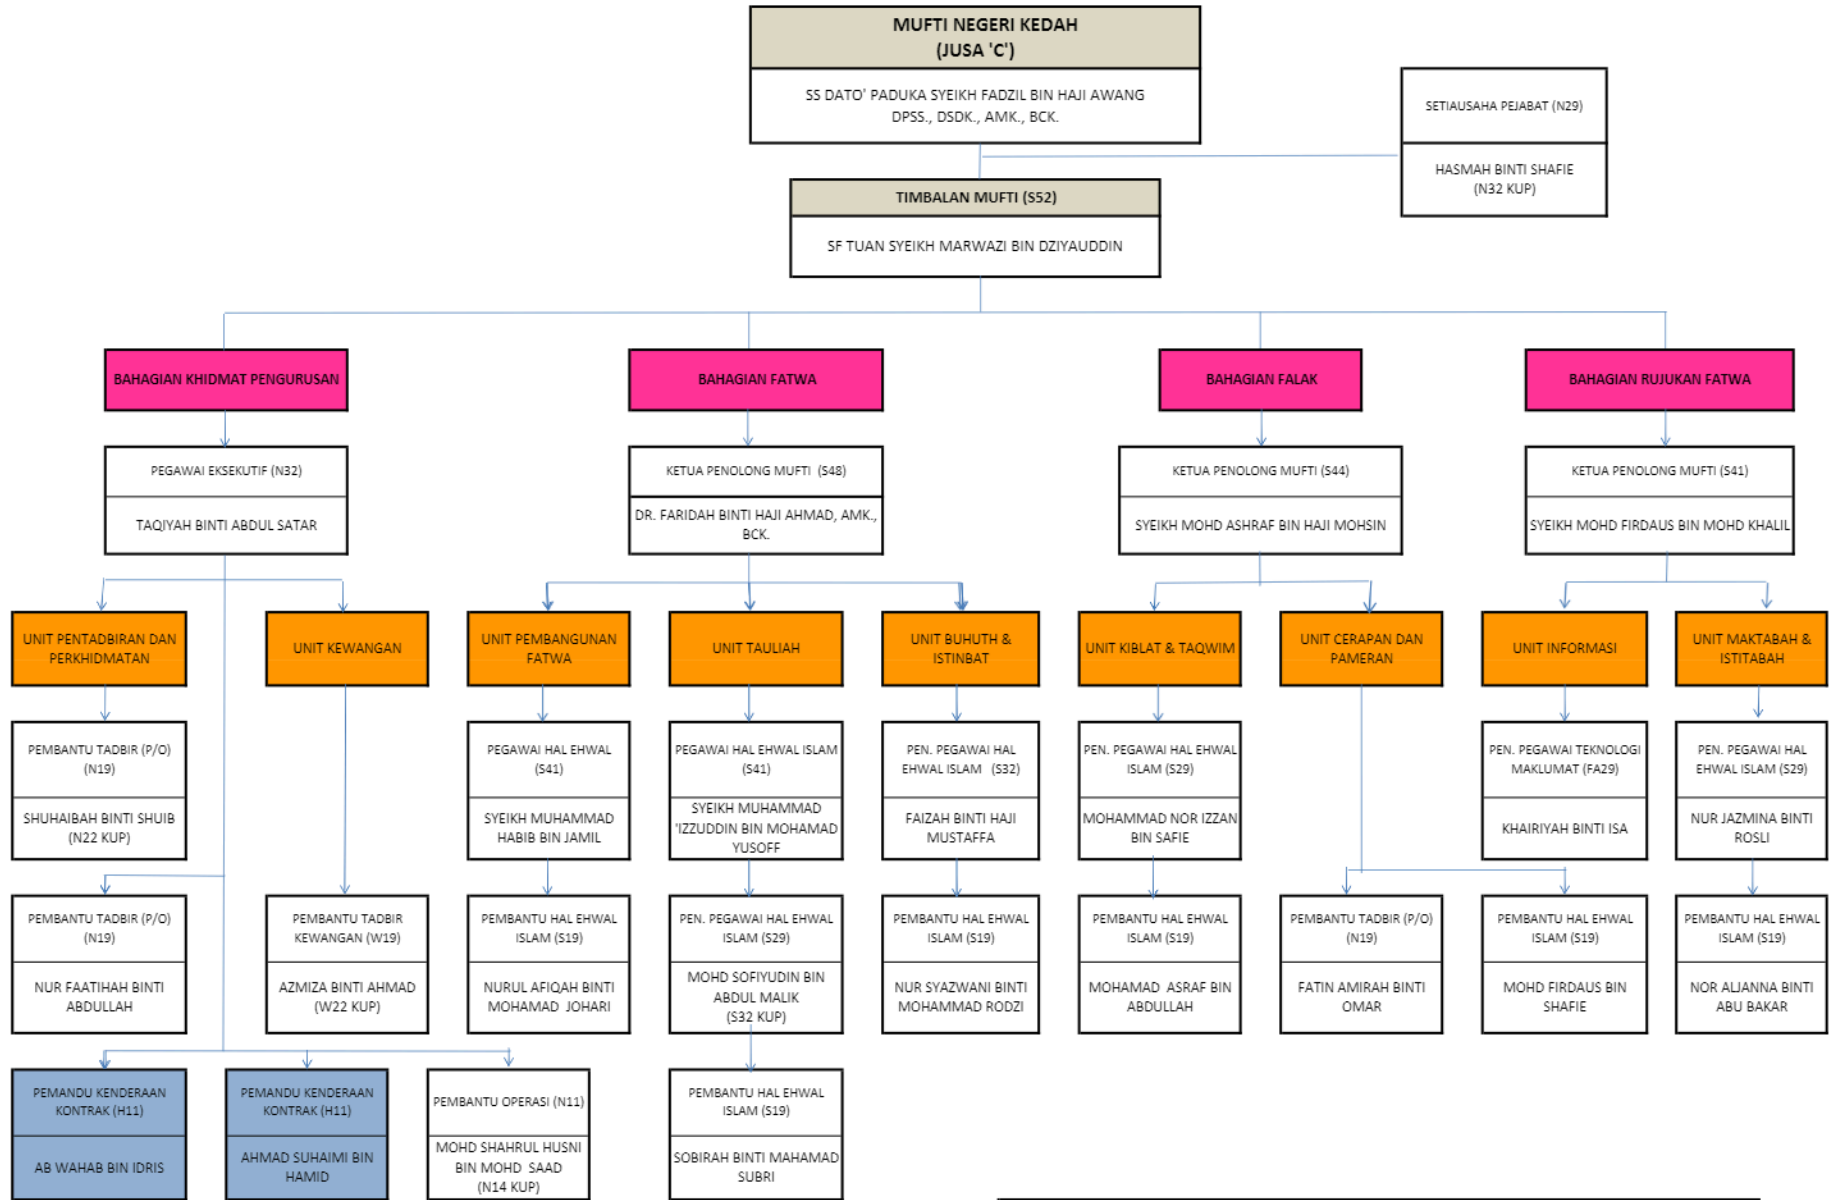 MUFTI NEGERI KEDAH
(JUSA 'C')
SS DATO' PADUKA SYEIKH FADZIL BIN HAJI AWANG
DPSS., DSDK., AMK., BCK.
SETIAUSAHA PEJABAT (N29)
HASMAH BINTI SHAFIE
(N32 KUP)
TIMBALAN MUFTI (S52)
SF TUAN SYEIKH MARWAZI BIN DZIYAUDDIN
BAHAGIAN KHIDMAT PENGURUSAN
BAHAGIAN FATWA
BAHAGIAN FALAK
BAHAGIAN RUJUKAN FATWA
PEGAWAI EKSEKUTIF (N32)
TAQIYAH BINTI ABDUL SATAR
KETUA PENOLONG MUFTI (S48)
DR. FARIDAH BINTI HAJI AHMAD, AMK.,
BCK.
KETUA PENOLONG MUFTI (S44)
SYEIKH MOHD ASHRAF BIN HAJI MOHSIN
KETUA PENOLONG MUFTI (S41)
SYEIKH MOHD FIRDAUS BIN MOHD KHALIL
UNIT PENTADBIRAN DAN
PERKHIDMATAN
UNIT KEWANGAN
UNIT PEMBANGUNAN
FATWA
UNIT TAULIAH
UNIT BUHUTH &
ISTINBAT
UNIT KIBLAT & TAQWIM
UNIT CERAPAN DAN
PAMERAN
UNIT INFORMASI
UNIT MAKTABAH &
ISTITABAH
PEMBANTU TADBIR (P/O)
(N19)
SHUHAIBAH BINTI SHUIB
(N22 KUP)
PEGAWAI HAL EHWAL
(S41)
SYEIKH MUHAMMAD
HABIB BIN JAMIL
PEGAWAI HAL EHWAL ISLAM
(S41)
SYEIKH MUHAMMAD
'IZZUDDIN BIN MOHAMAD
YUSOFF
PEN. PEGAWAI HAL
EHWAL ISLAM (S32)
FAIZAH BINTI HAJI
MUSTAFFA
PEN. PEGAWAI HAL EHWAL
ISLAM (S29)
MOHAMMAD NOR IZZAN
BIN SAFIE
PEN. PEGAWAI TEKNOLOGI
MAKLUMAT (FA29)
KHAIRIYAH BINTI ISA
PEN. PEGAWAI HAL
EHWAL ISLAM (S29)
NUR JAZMINA BINTI
ROSLI
PEMBANTU TADBIR (P/O)
(N19)
NUR FAATIHAH BINTI
ABDULLAH
PEMBANTU TADBIR
KEWANGAN (W19)
AZMIZA BINTI AHMAD
(W22 KUP)
PEMBANTU HAL EHWAL
ISLAM (S19)
NURUL AFIQAH BINTI
MOHAMAD JOHARI
PEN. PEGAWAI HAL EHWAL
ISLAM (S29)
MOHD SOFIYUDIN BIN
ABDUL MALIK
(S32 KUP)
PEMBANTU HAL EHWAL
ISLAM (S19)
NUR SYAZWANI BINTI
MOHAMMAD RODZI
PEMBANTU HAL EHWAL
ISLAM (S19)
MOHAMAD ASRAF BIN
ABDULLAH
PEMBANTU TADBIR (P/O)
(N19)
FATIN AMIRAH BINTI
OMAR
PEMBANTU HAL EHWAL
ISLAM (S19)
MOHD FIRDAUS BIN
SHAFIE
PEMBANTU HAL EHWAL
ISLAM (S19)
NOR ALJANNA BINTI
ABU BAKAR
PEMANDU KENDERAAN
KONTRAK (H11)
AB WAHAB BIN IDRIS
PEMANDU KENDERAAN
KONTRAK (H11)
AHMAD SUHAIMI BIN
HAMID
PEMBANTU OPERASI (N11)
MOHD SHAHRUL HUSNI
BIN MOHD SAAD
(N14 KUP)
PEMBANTU HAL EHWAL
ISLAM (S19)
SOBIRAH BINTI MAHAMAD
SUBRI